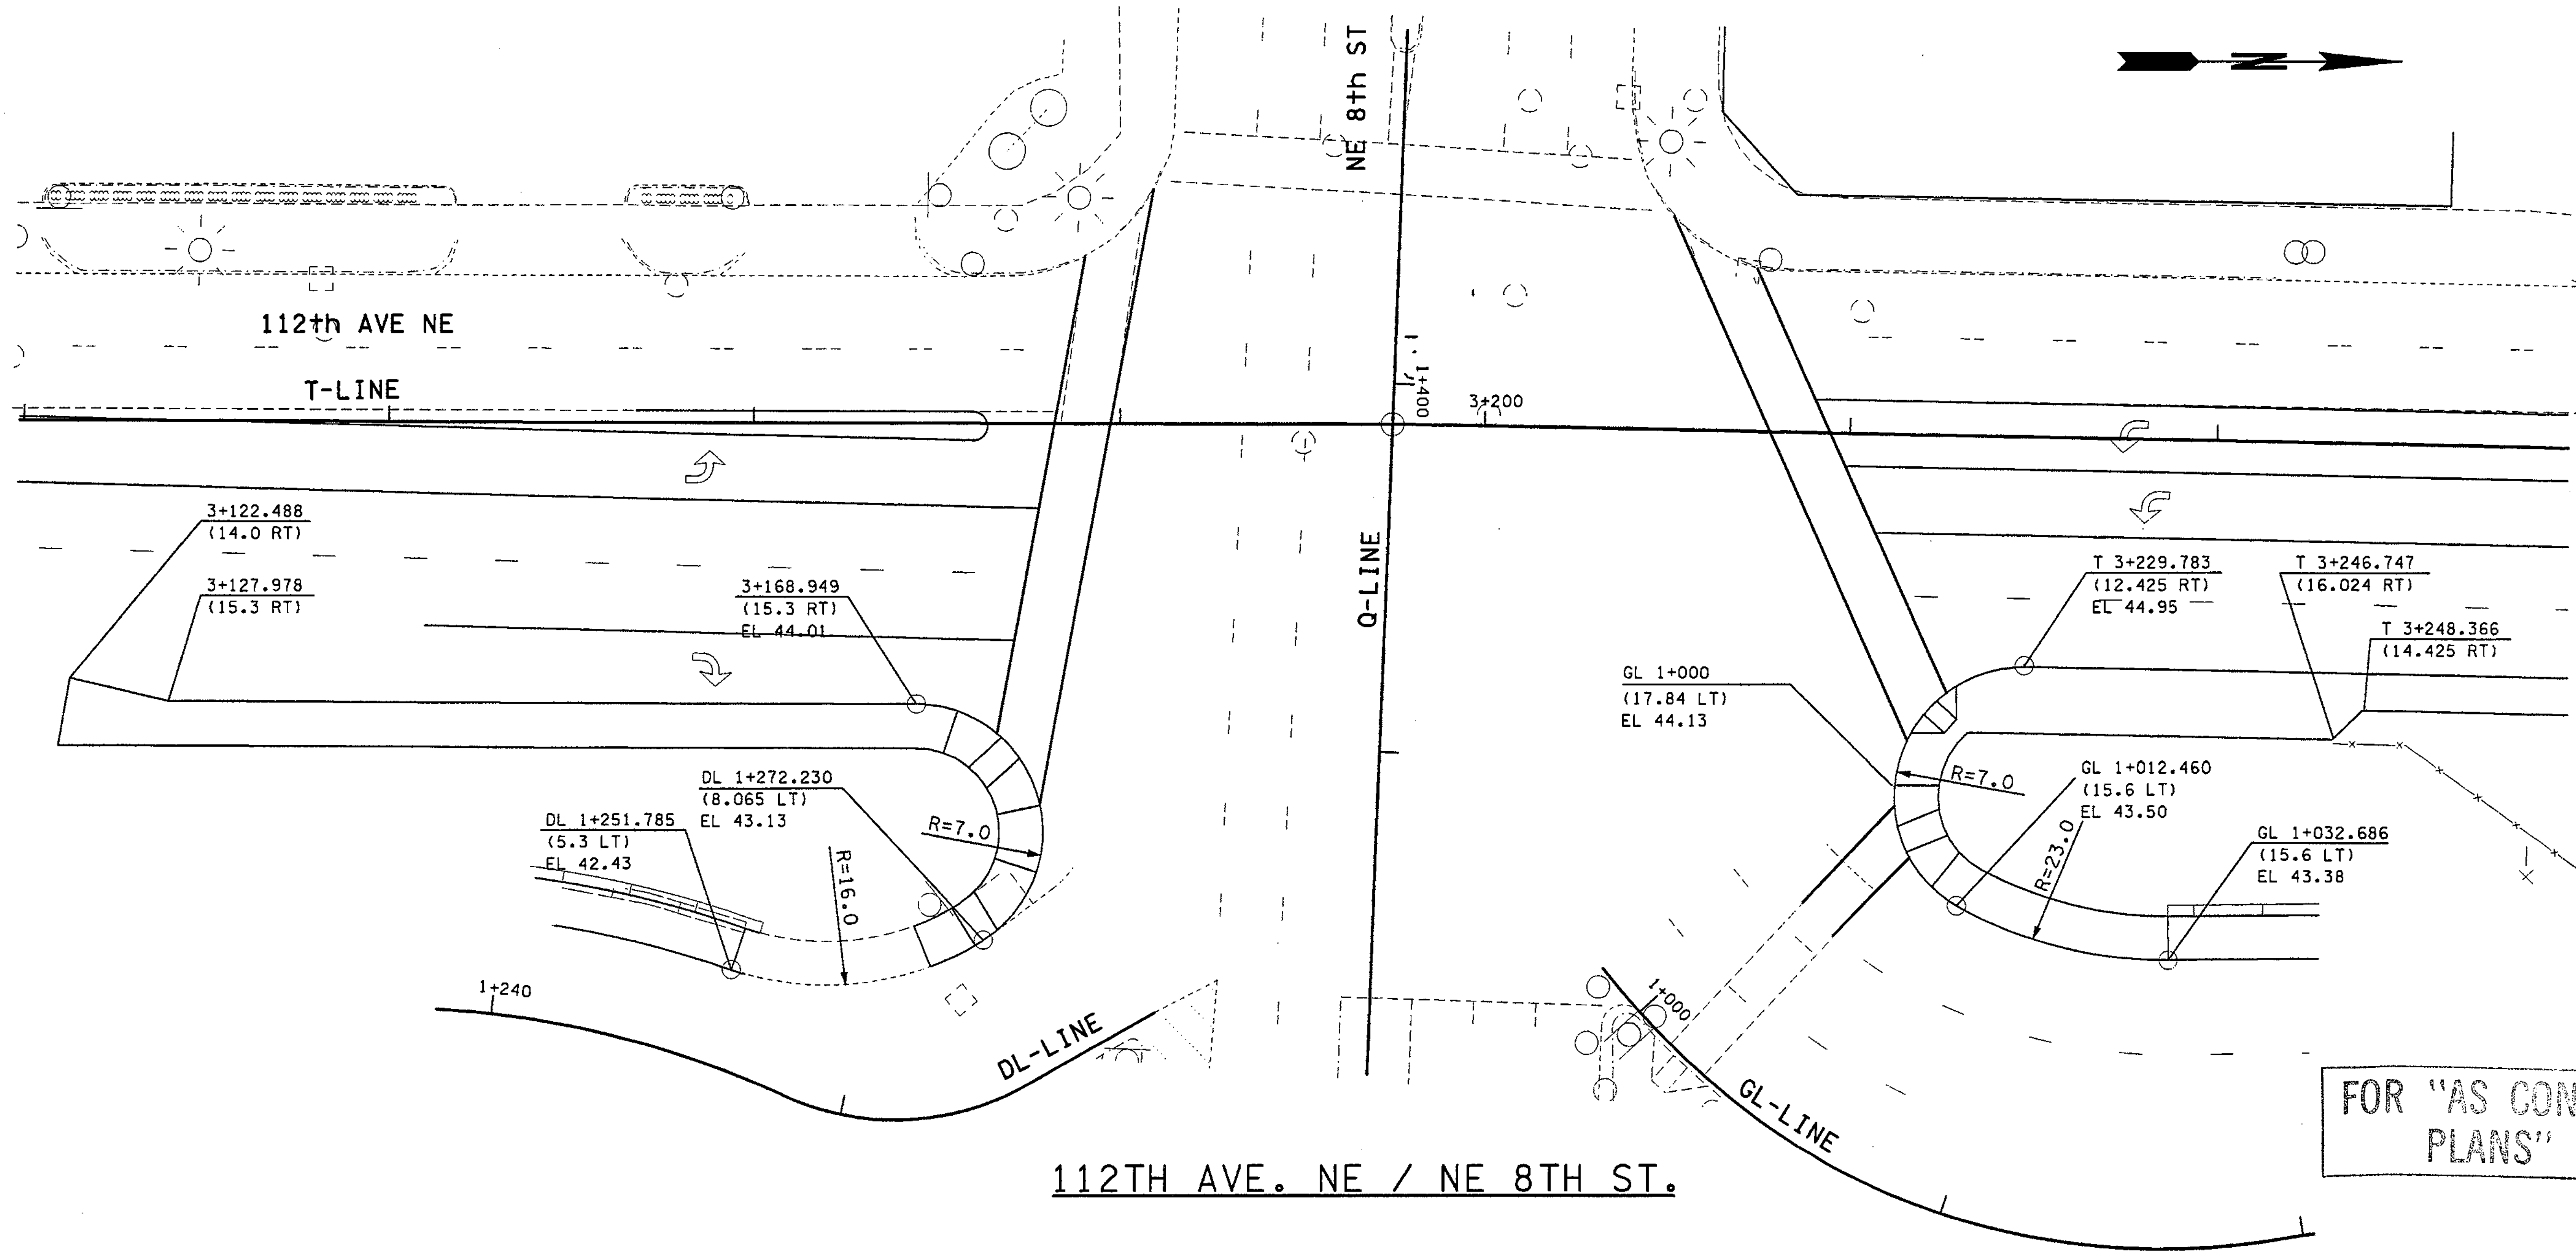 NE 8th ST
N
112th AVE NE
T-LINE
1+400
3+200
3+122.488
(14.0 RT)
3+127.978
(15.3 RT)
3+168.949
(15.3 RT)
EL 44.01
Q-LINE
T 3+229.783
(12.425 RT)
EL 44.95
T 3+246.747
(16.024 RT)
T 3+248.366
(14.425 RT)
GL 1+000
(17.84 LT)
EL 44.13
DL 1+272.230
(8.065 LT)
EL 43.13
DL 1+251.785
(5.3 LT)
EL 42.43
R=7.0
R=16.0
R=7.0
GL 1+012.460
(15.6 LT)
EL 43.50
R=23.0
GL 1+032.686
(15.6 LT)
EL 43.38
1+240
DL-LINE
1+000
GL-LINE
FOR "AS CON
PLANS"
112TH AVE. NE / NE 8TH ST.